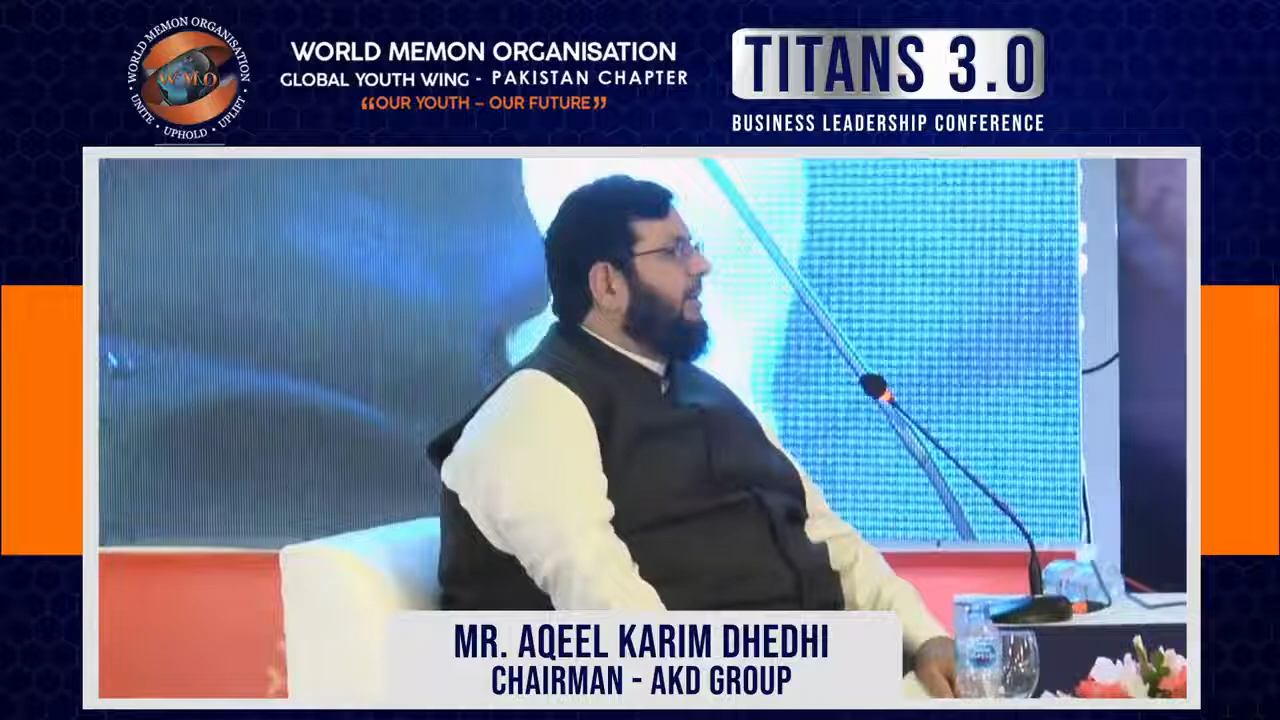 WORLD MEMON ORGANISATION
WMO
UNITE • UPHOLD • UPLIFT
WORLD MEMON ORGANISATION
GLOBAL YOUTH WING - PAKISTAN CHAPTER
“OUR YOUTH – OUR FUTURE”
TITANS 3.0
BUSINESS LEADERSHIP CONFERENCE
MR. AQEEL KARIM DHEDHI
CHAIRMAN - AKD GROUP